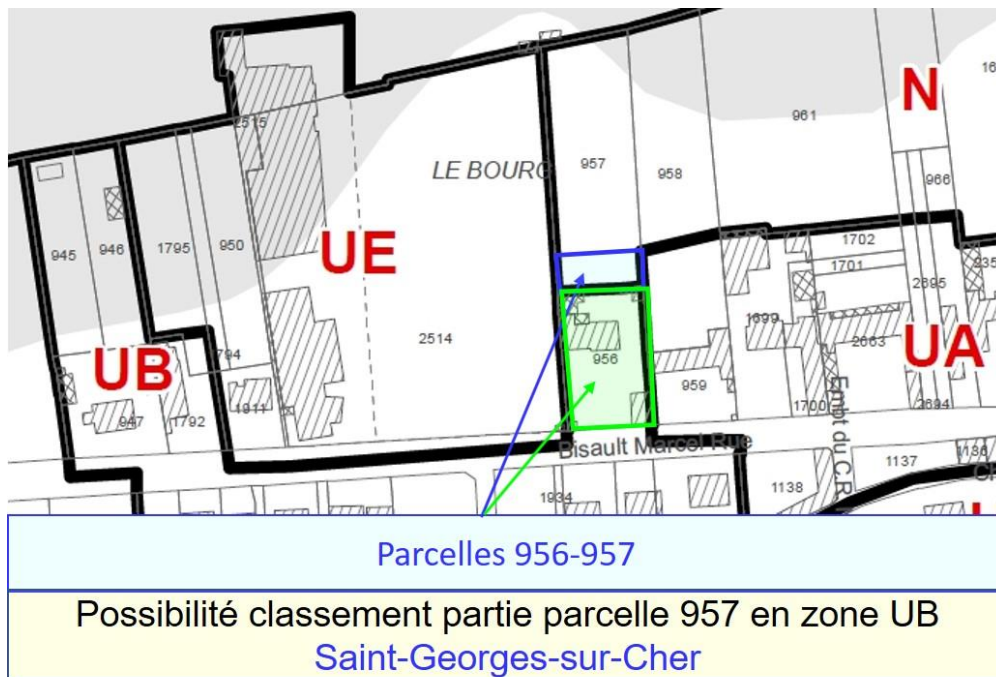 N
16
961
2515
LE BOURG
957
958
966
945
946
1795
950
UE
1702
1701
235
2695
2514
1699
2663
UA
UB
794
956
959
947
1792
1911
1700
2694
Embt du C.R
Bisault Marcel Rue
1934
1138
1137
1136
Parcelles 956-957
Possibilité classement partie parcelle 957 en zone UB
Saint-Georges-sur-Cher